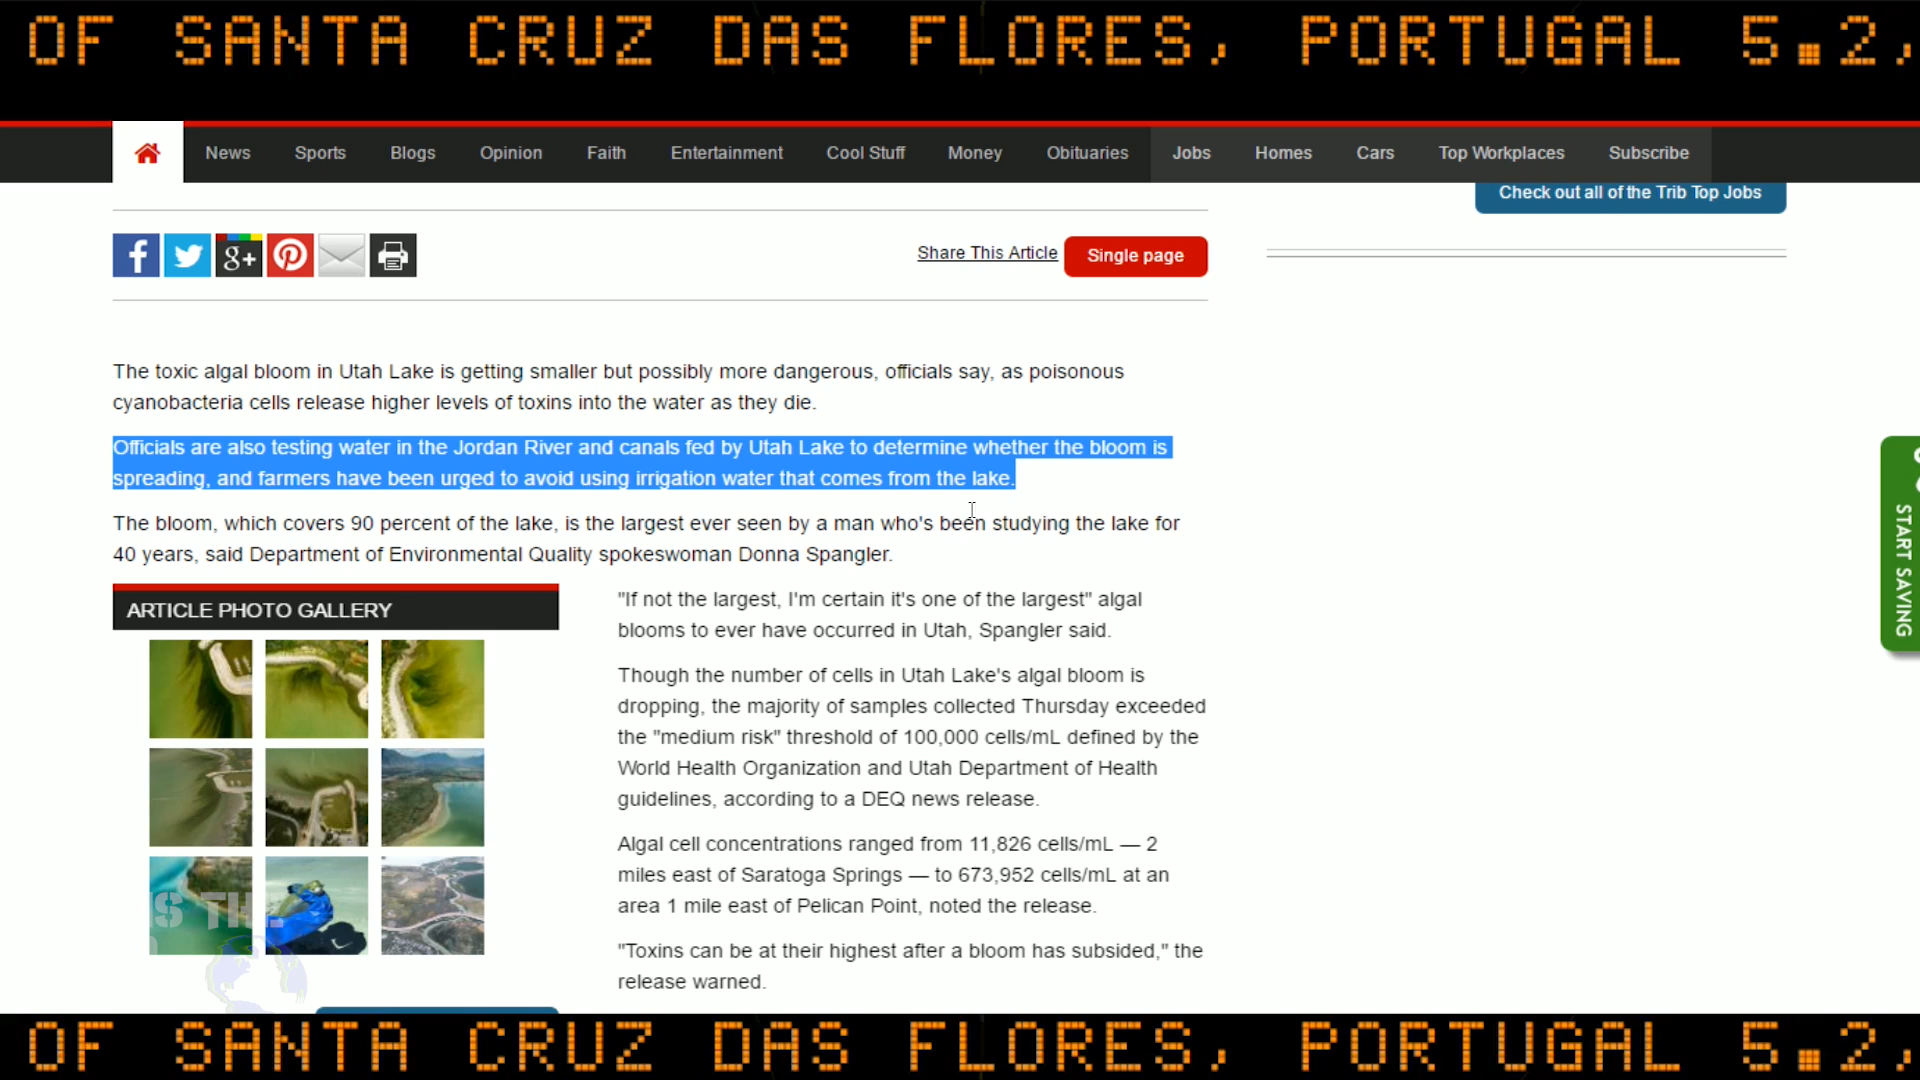 OF SANTA CRUZ DAS FLORES, PORTUGAL 5.2,
News Sports Blogs Opinion Faith Entertainment Cool Stuff Money Obituaries Jobs Homes Cars Top Workplaces Subscribe
Check out all of the Trib Top Jobs
Share This Article Single page
The toxic algal bloom in Utah Lake is getting smaller but possibly more dangerous, officials say, as poisonous
cyanobacteria cells release higher levels of toxins into the water as they die.
Officials are also testing water in the Jordan River and canals fed by Utah Lake to determine whether the bloom is
spreading, and farmers have been urged to avoid using irrigation water that comes from the lake.
The bloom, which covers 90 percent of the lake, is the largest ever seen by a man who's been studying the lake for
40 years, said Department of Environmental Quality spokeswoman Donna Spangler.
ARTICLE PHOTO GALLERY
"If not the largest, I'm certain it's one of the largest" algal
blooms to ever have occurred in Utah, Spangler said.
Though the number of cells in Utah Lake's algal bloom is
dropping, the majority of samples collected Thursday exceeded
the "medium risk" threshold of 100,000 cells/mL defined by the
World Health Organization and Utah Department of Health
guidelines, according to a DEQ news release.
Algal cell concentrations ranged from 11,826 cells/mL — 2
miles east of Saratoga Springs — to 673,952 cells/mL at an
area 1 mile east of Pelican Point, noted the release.
"Toxins can be at their highest after a bloom has subsided," the
release warned.
START SAVING
OF SANTA CRUZ DAS FLORES, PORTUGAL 5.2,